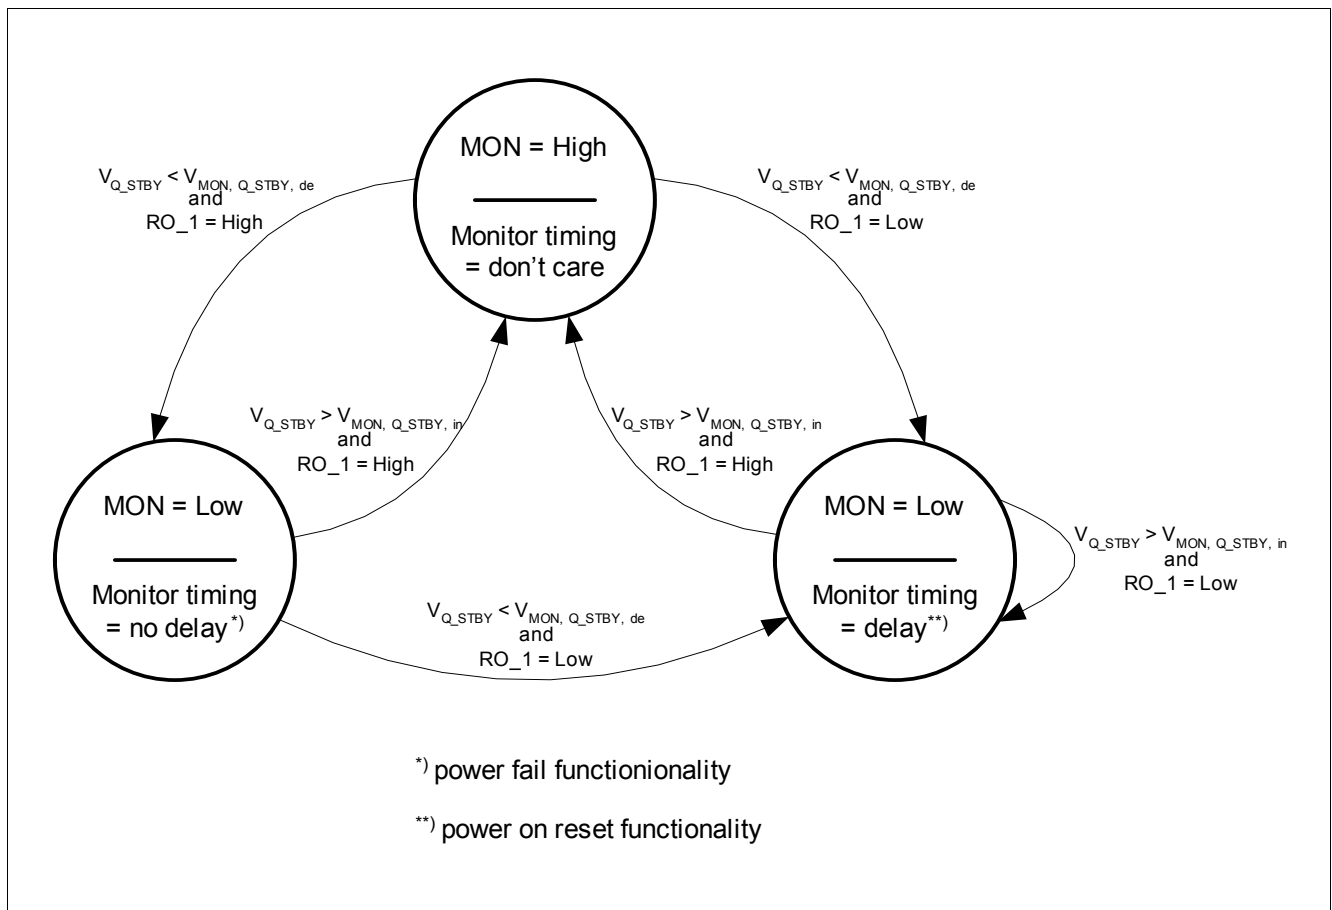 MON = High
Monitor timing
= don't care
V_Q_STBY < V_MON, Q_STBY, de
and
RO_1 = High
V_Q_STBY < V_MON, Q_STBY, de
and
RO_1 = Low
V_Q_STBY > V_MON, Q_STBY, in
and
RO_1 = High
V_Q_STBY > V_MON, Q_STBY, in
and
RO_1 = High
MON = Low
Monitor timing
= no delay*)
MON = Low
Monitor timing
= delay**)
V_Q_STBY > V_MON, Q_STBY, in
and
RO_1 = Low
V_Q_STBY < V_MON, Q_STBY, de
and
RO_1 = Low
*) power fail functionionality
**) power on reset functionality